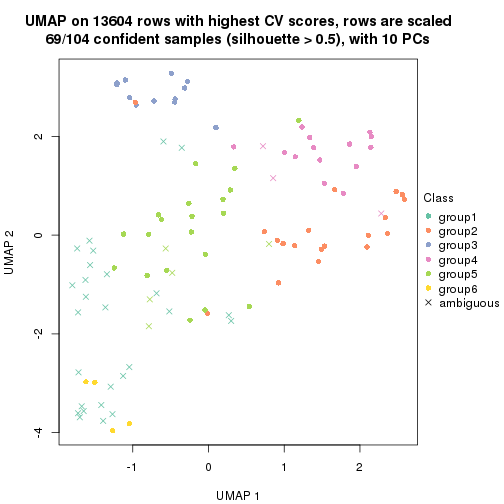 UMAP on 13604 rows with highest CV scores, rows are scaled
69/104 confident samples (silhouette > 0.5), with 10 PCs
UMAP 2
2
0
-2
-4
-1
0
1
2
UMAP 1
Class
group1
group2
group3
group4
group5
group6
ambiguous